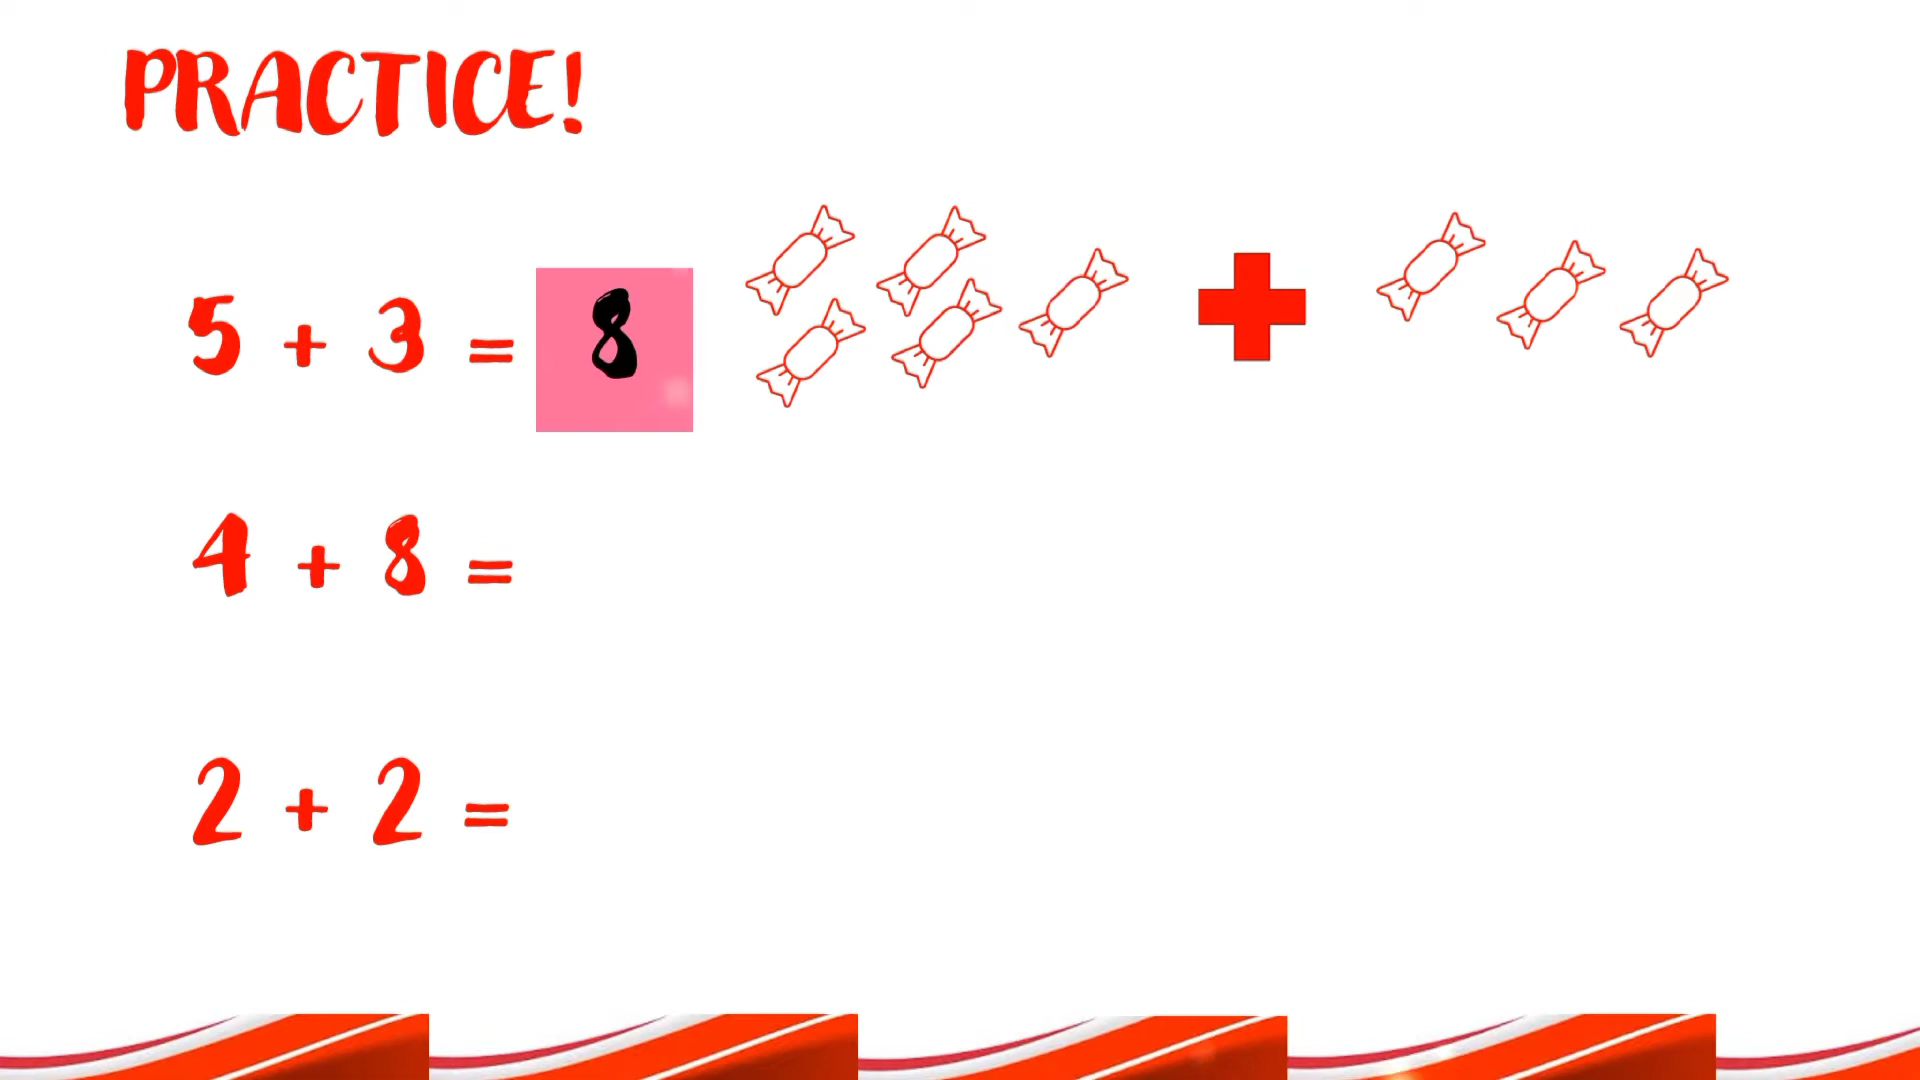 PRACTICE!
5 + 3 = 8
4 + 8 =
2 + 2 =